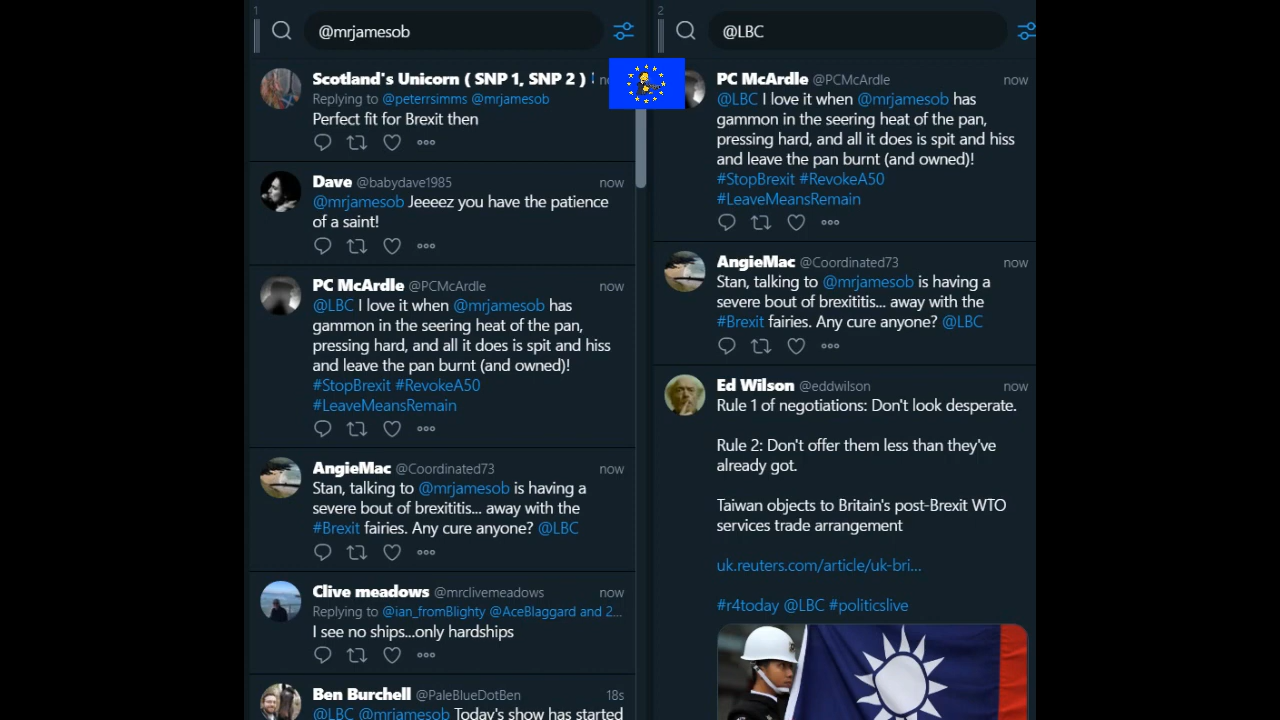 1
@mrjamesob
Scotland's Unicorn ( SNP 1, SNP 2 )
Replying to @peterrsimms @mrjamesob
Perfect fit for Brexit then
Dave @babydave1985 now
@mrjamesob Jeeeez you have the patience
of a saint!
PC McArdle @PCMcArdle now
@LBC I love it when @mrjamesob has
gammon in the seering heat of the pan,
pressing hard, and all it does is spit and hiss
and leave the pan burnt (and owned)!
#StopBrexit #RevokeA50
#LeaveMeansRemain
AngieMac @Coordinated73 now
Stan, talking to @mrjamesob is having a
severe bout of brexititis... away with the
#Brexit fairies. Any cure anyone? @LBC
Clive meadows @mrclivemeadows now
Replying to @ian_fromBlighty @AceBlaggard and 2...
I see no ships...only hardships
Ben Burchell @PaleBlueDotBen 18s
@LBC @mrjamesob Today's show has started
2
@LBC
PC McArdle @PCMcArdle now
@LBC I love it when @mrjamesob has
gammon in the seering heat of the pan,
pressing hard, and all it does is spit and hiss
and leave the pan burnt (and owned)!
#StopBrexit #RevokeA50
#LeaveMeansRemain
AngieMac @Coordinated73 now
Stan, talking to @mrjamesob is having a
severe bout of brexititis... away with the
#Brexit fairies. Any cure anyone? @LBC
Ed Wilson @eddwilson now
Rule 1 of negotiations: Don't look desperate.
Rule 2: Don't offer them less than they've
already got.
Taiwan objects to Britain's post-Brexit WTO
services trade arrangement
uk.reuters.com/article/uk-bri...
#r4today @LBC #politicslive